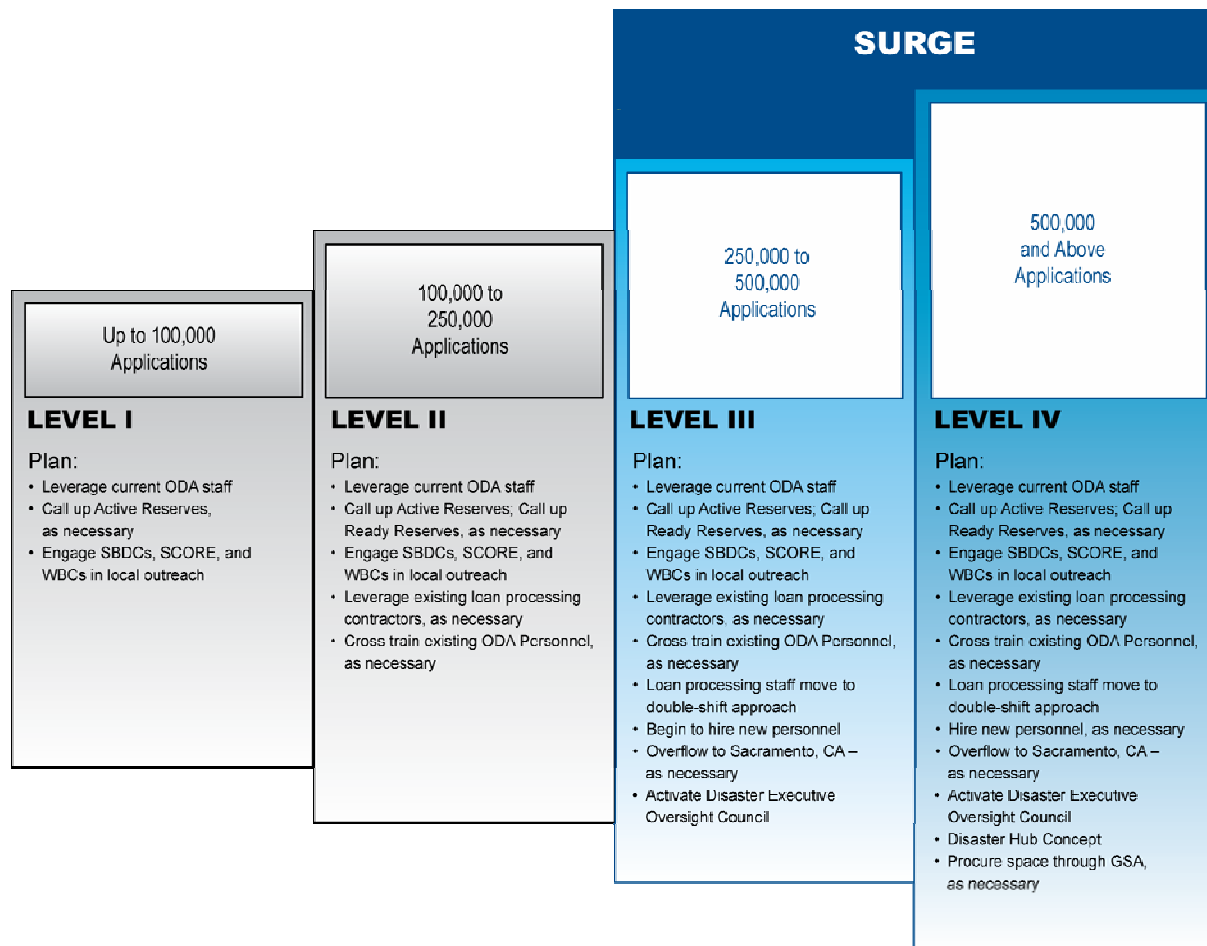 SURGE
Up to 100,000
Applications
LEVEL I
Plan:
• Leverage current ODA staff
• Call up Active Reserves,
as necessary
• Engage SBDCs, SCORE, and
WBCs in local outreach
100,000 to
250,000
Applications
LEVEL II
Plan:
• Leverage current ODA staff
• Call up Active Reserves; Call up
Ready Reserves, as necessary
• Engage SBDCs, SCORE, and
WBCs in local outreach
• Leverage existing loan processing
contractors, as necessary
• Cross train existing ODA Personnel,
as necessary
250,000 to
500,000
Applications
LEVEL III
Plan:
• Leverage current ODA staff
• Call up Active Reserves; Call up
Ready Reserves, as necessary
• Engage SBDCs, SCORE, and
WBCs in local outreach
• Leverage existing loan processing
contractors, as necessary
• Cross train existing ODA Personnel,
as necessary
• Loan processing staff move to
double-shift approach
• Begin to hire new personnel
• Overflow to Sacramento, CA –
as necessary
• Activate Disaster Executive
Oversight Council
500,000
and Above
Applications
LEVEL IV
Plan:
• Leverage current ODA staff
• Call up Active Reserves; Call up
Ready Reserves, as necessary
• Engage SBDCs, SCORE, and
WBCs in local outreach
• Leverage existing loan processing
contractors, as necessary
• Cross train existing ODA Personnel,
as necessary
• Loan processing staff move to
double-shift approach
• Hire new personnel, as necessary
• Overflow to Sacramento, CA –
as necessary
• Activate Disaster Executive
Oversight Council
• Disaster Hub Concept
• Procure space through GSA,
as necessary